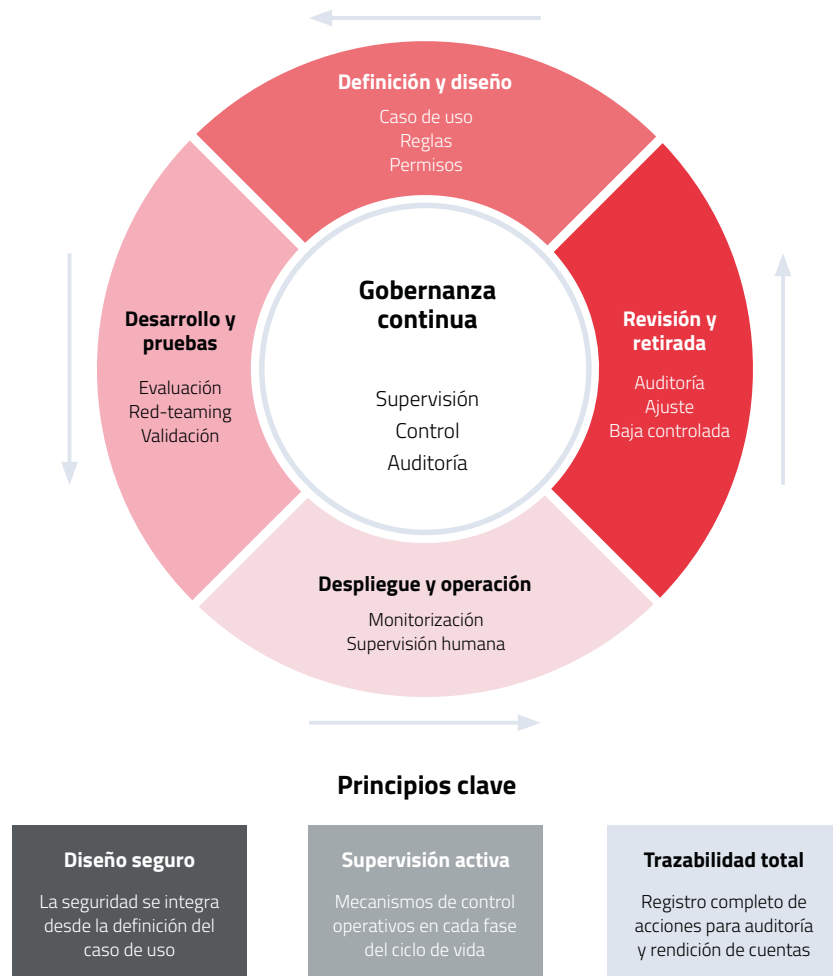 Definición y diseño
Caso de uso
Reglas
Permisos
Gobernanza
continua
Supervisión
Control
Auditoría
Desarrollo y
pruebas
Evaluación
Red-teaming
Validación
Revisión y
retirada
Auditoría
Ajuste
Baja controlada
Despliegue y operación
Monitorización
Supervisión humana
Principios clave
Diseño seguro
La seguridad se integra
desde la definición del
caso de uso
Supervisión activa
Mecanismos de control
operativos en cada fase
del ciclo de vida
Trazabilidad total
Registro completo de
acciones para auditoría
y rendición de cuentas